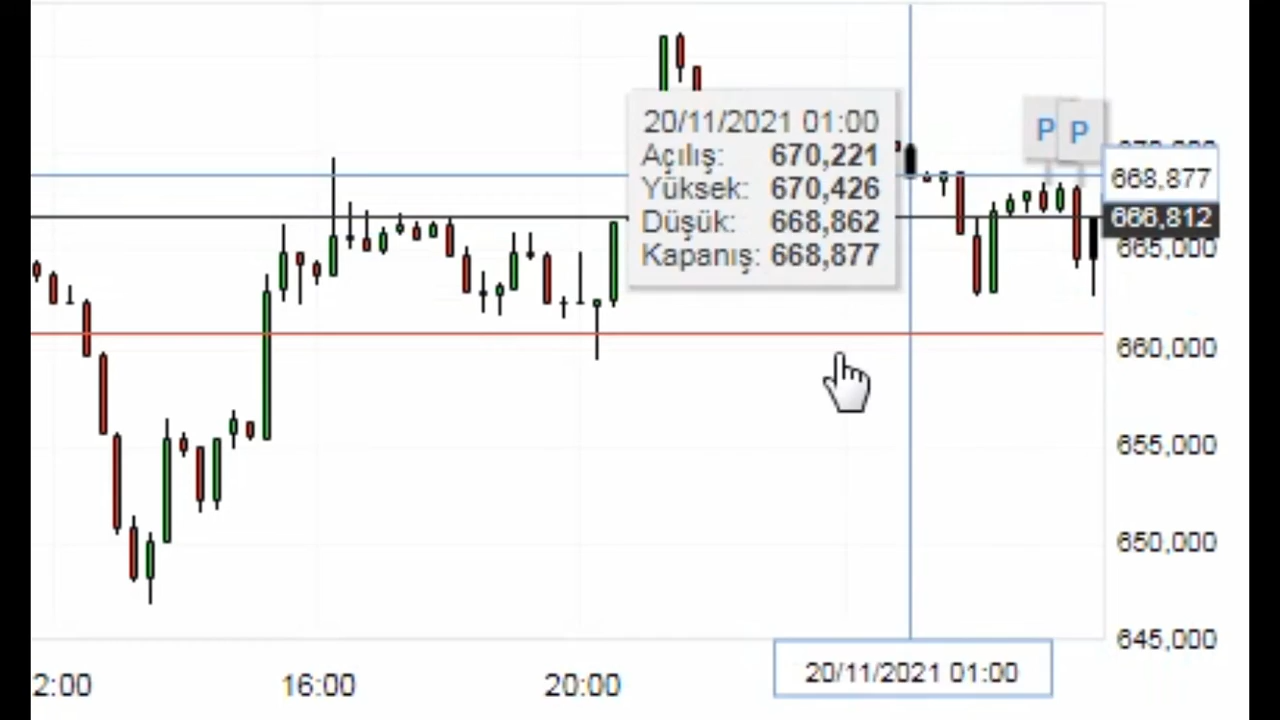 20/11/2021 01:00
Açılış: 670,221
Yüksek: 670,426
Düşük: 668,862
Kapanış: 668,877
P P
668,877
666,812
665,000
660,000
655,000
650,000
645,000
2:00 16:00 20:00 20/11/2021 01:00